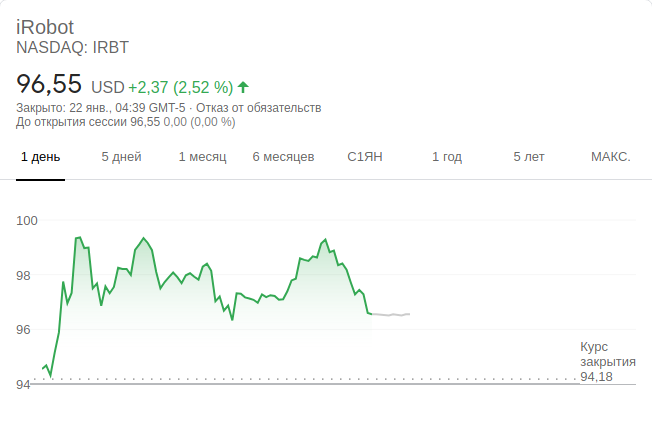 iRobot
NASDAQ: IRBT
96,55 USD +2,37 (2,52 %)
Закрыто: 22 янв., 04:39 GMT-5 · Отказ от обязательств
До открытия сессии 96,55 0,00 (0,00 %)
1 день 5 дней 1 месяц 6 месяцев С1ЯН 1 год 5 лет МАКС.
100
98
96
Курс
закрытия
94,18
94